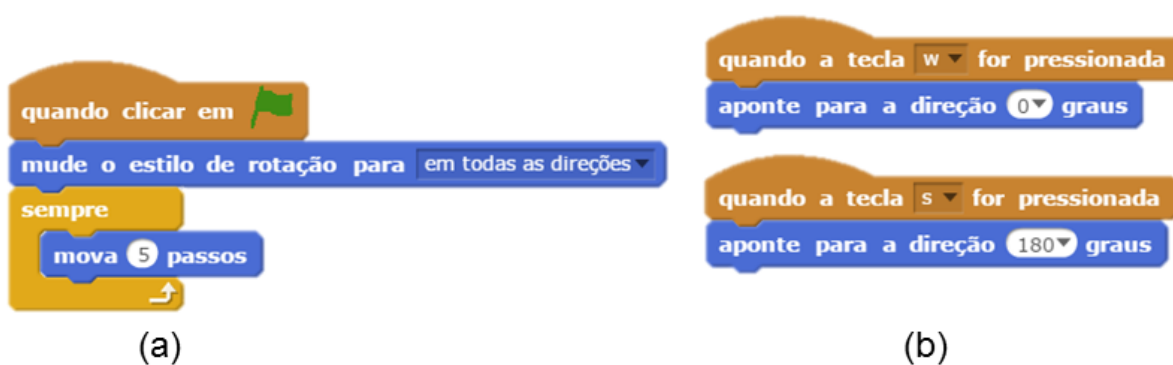 quando clicar em
mude o estilo de rotação para em todas as direções
sempre
mova 5 passos
(a)
quando a tecla w for pressionada
aponte para a direção 0 graus
quando a tecla s for pressionada
aponte para a direção 180 graus
(b)